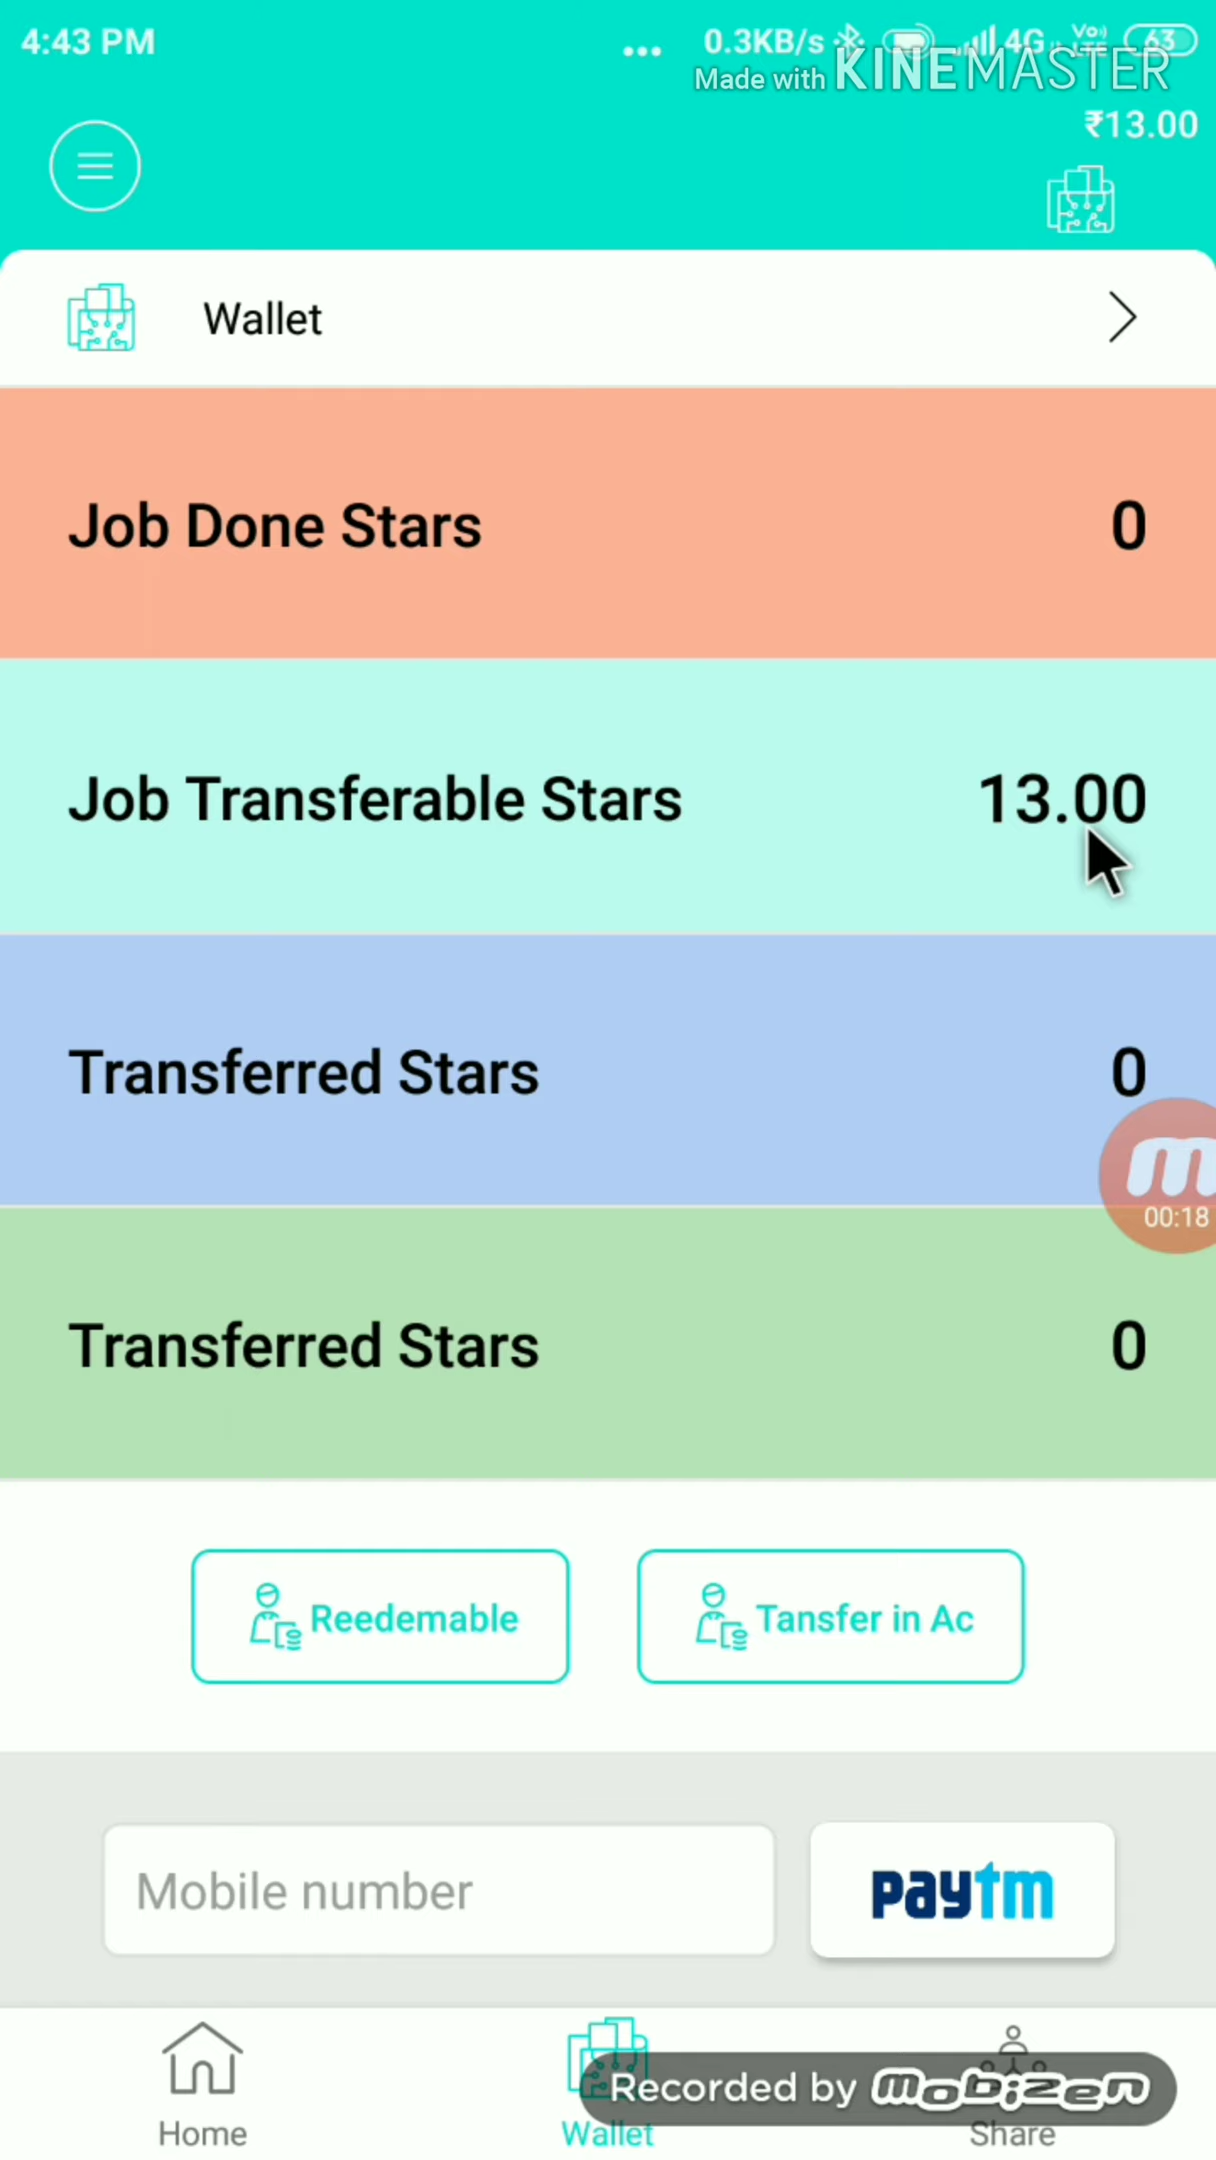 4:43 PM
... 0.3KB/s 4G Vo) LTE 63
Made with KINEMASTER
₹13.00
Wallet
Job Done Stars 0
Job Transferable Stars 13.00
Transferred Stars 0
00:18
Transferred Stars 0
Reedemable Tansfer in Ac
Mobile number paytm
Recorded by mobizen
Home Wallet Share